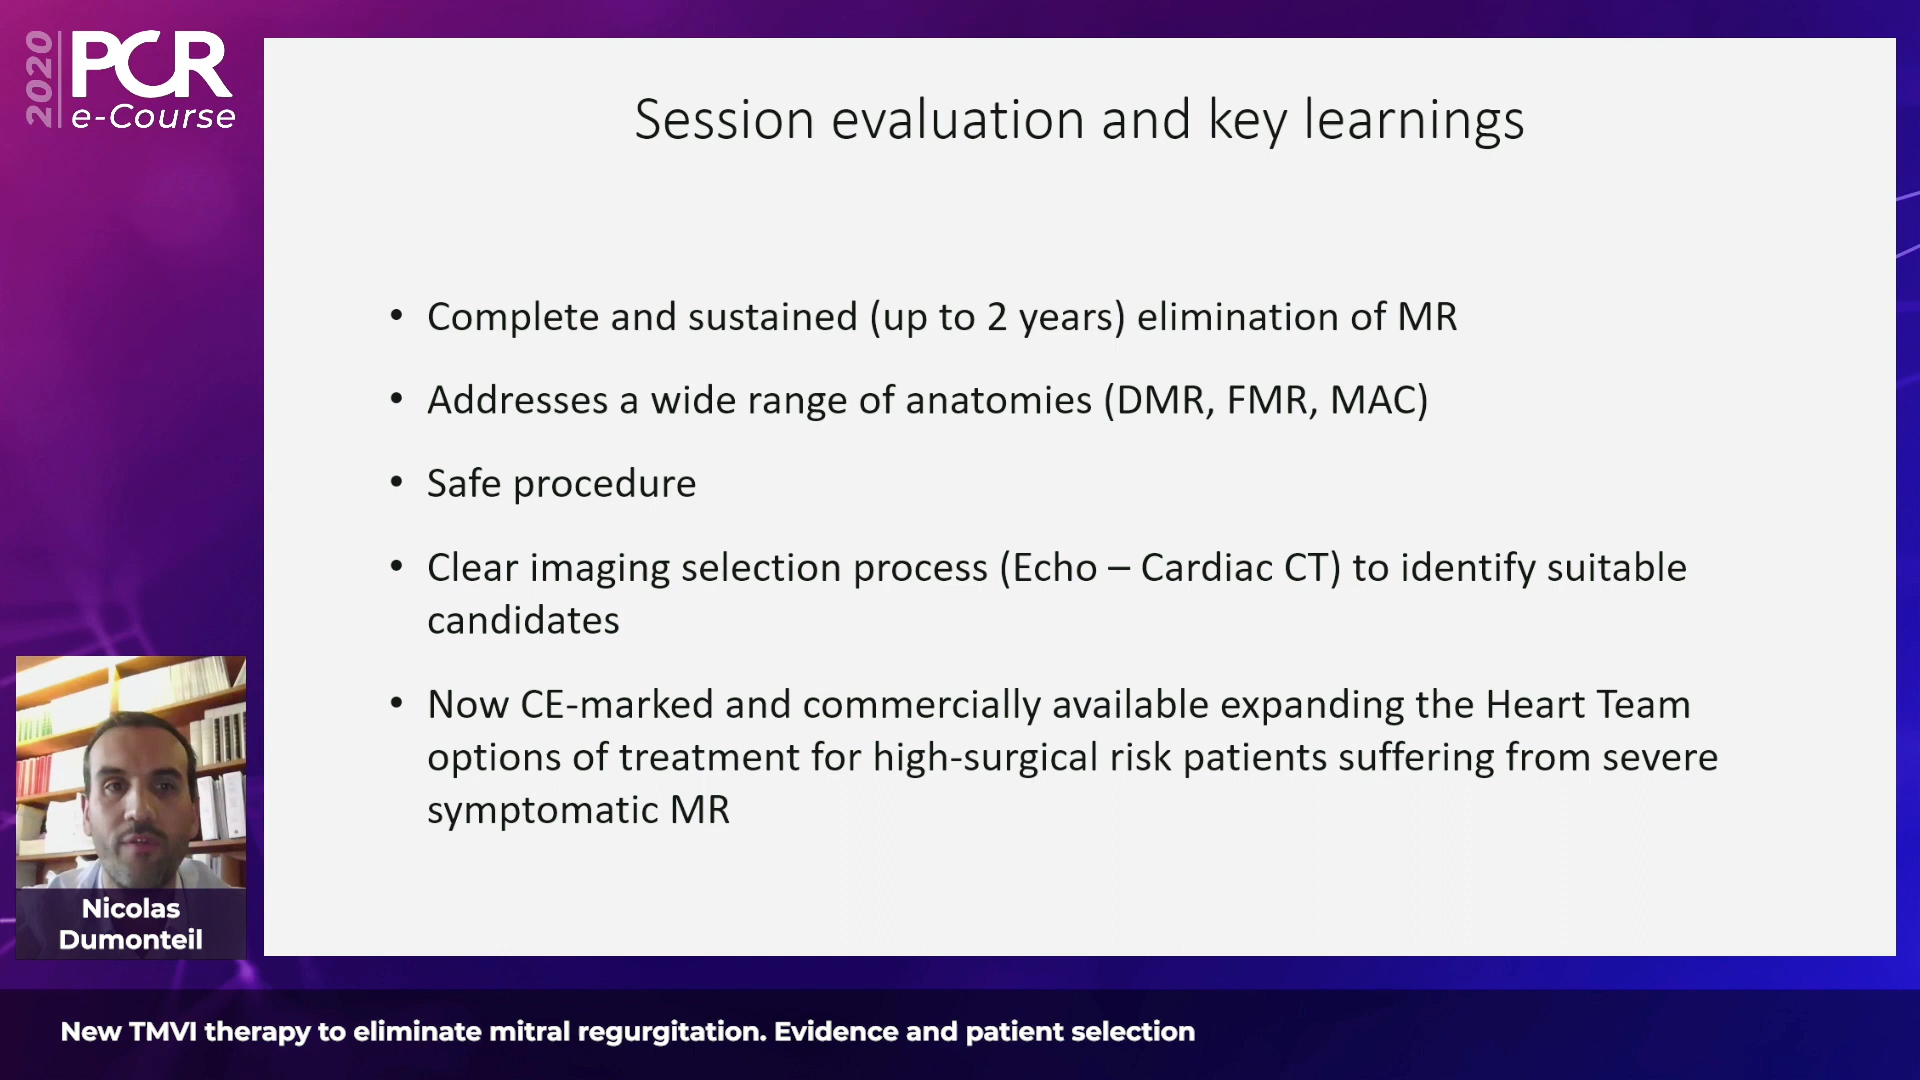 2020
PCR
e-Course
Session evaluation and key learnings
• Complete and sustained (up to 2 years) elimination of MR
• Addresses a wide range of anatomies (DMR, FMR, MAC)
• Safe procedure
• Clear imaging selection process (Echo – Cardiac CT) to identify suitable
candidates
• Now CE-marked and commercially available expanding the Heart Team
options of treatment for high-surgical risk patients suffering from severe
symptomatic MR
Nicolas
Dumonteil
New TMVI therapy to eliminate mitral regurgitation. Evidence and patient selection